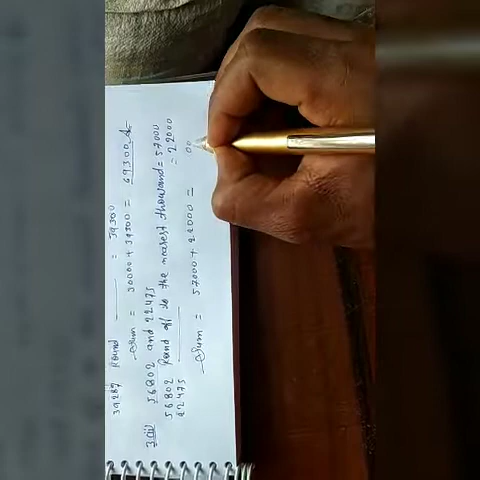 39287 Round ——— = 39300
Sum = 30000 + 39300 = 69300
3 (ii) 56802 and 22475
56802 Round off to the nearest thousand = 57000
22475 ——— = 22000
Sum = 57000 + 22000 =
00